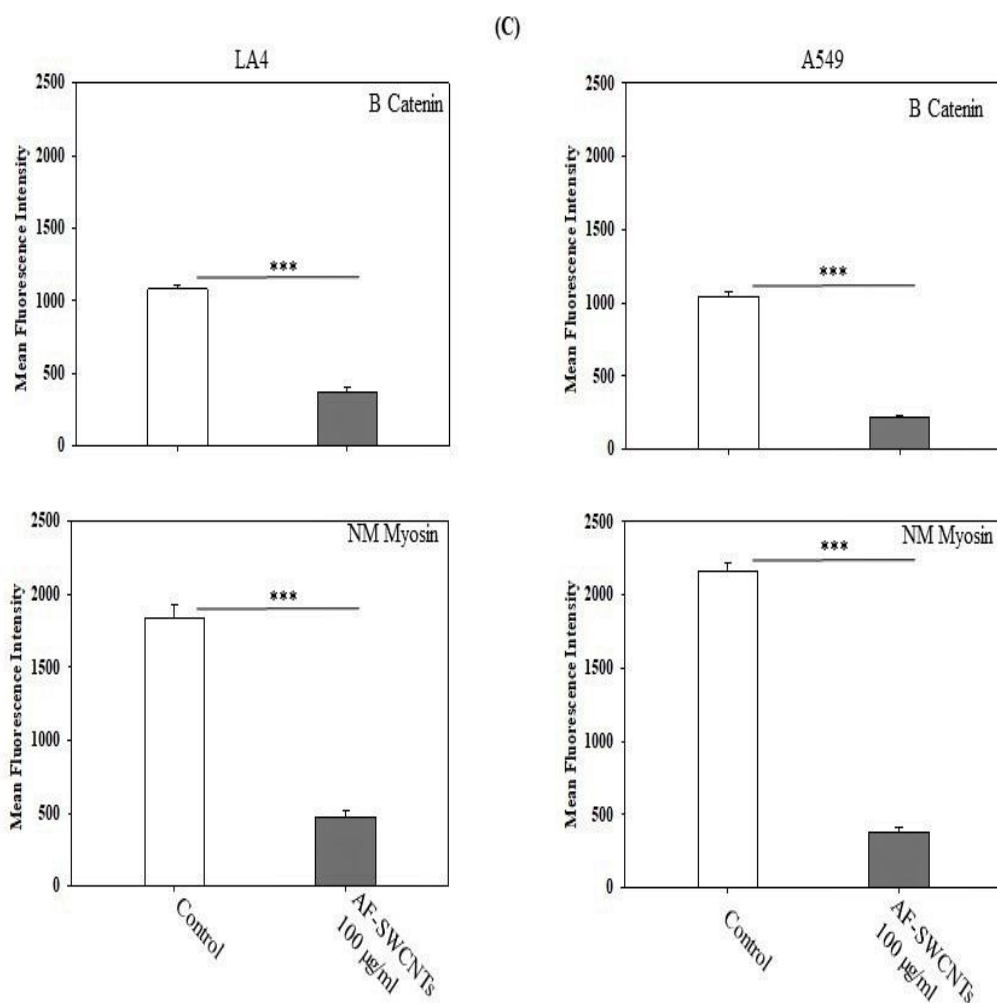 (C)
LA4
A549
Mean Fluorescence Intensity
2500
2000
1500
1000
500
0
B Catenin
***
Mean Fluorescence Intensity
2500
2000
1500
1000
500
0
B Catenin
***
Mean Fluorescence Intensity
2500
2000
1500
1000
500
0
NM Myosin
***
Control
AF-SWCNTs
100 µg/ml
Mean Fluorescence Intensity
2500
2000
1500
1000
500
0
NM Myosin
***
Control
AF-SWCNTs
100 µg/ml